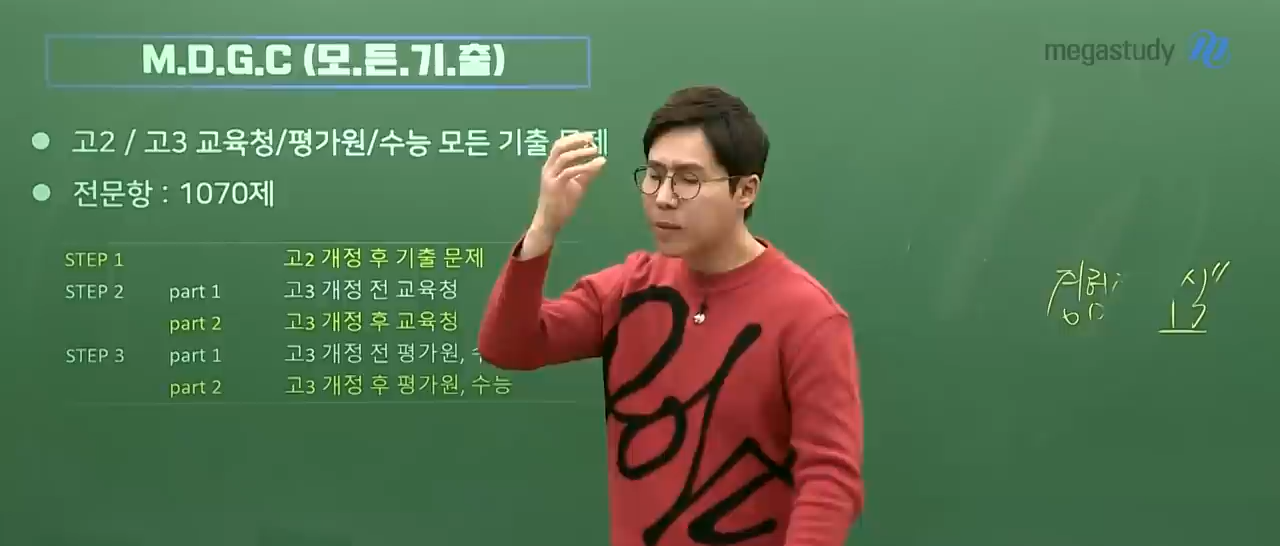 M.D.G.C (모.든.기.출)
megastudy
고2 / 고3 교육청/평가원/수능 모든 기출 문제
전문항 : 1070제
STEP 1 고2 개정 후 기출 문제
STEP 2 part 1 고3 개정 전 교육청
part 2 고3 개정 후 교육청
STEP 3 part 1 고3 개정 전 평가원,
part 2 고3 개정 후 평가원, 수능